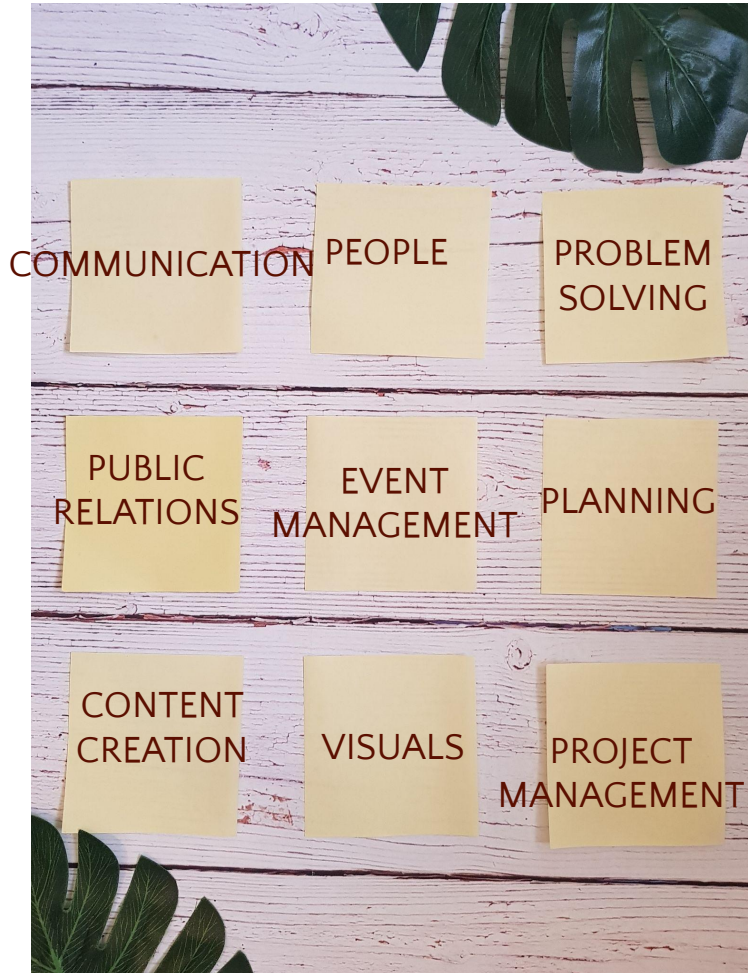 COMMUNICATION
PEOPLE
PROBLEM
SOLVING
PUBLIC
RELATIONS
EVENT
MANAGEMENT
PLANNING
CONTENT
CREATION
VISUALS
PROJECT
MANAGEMENT